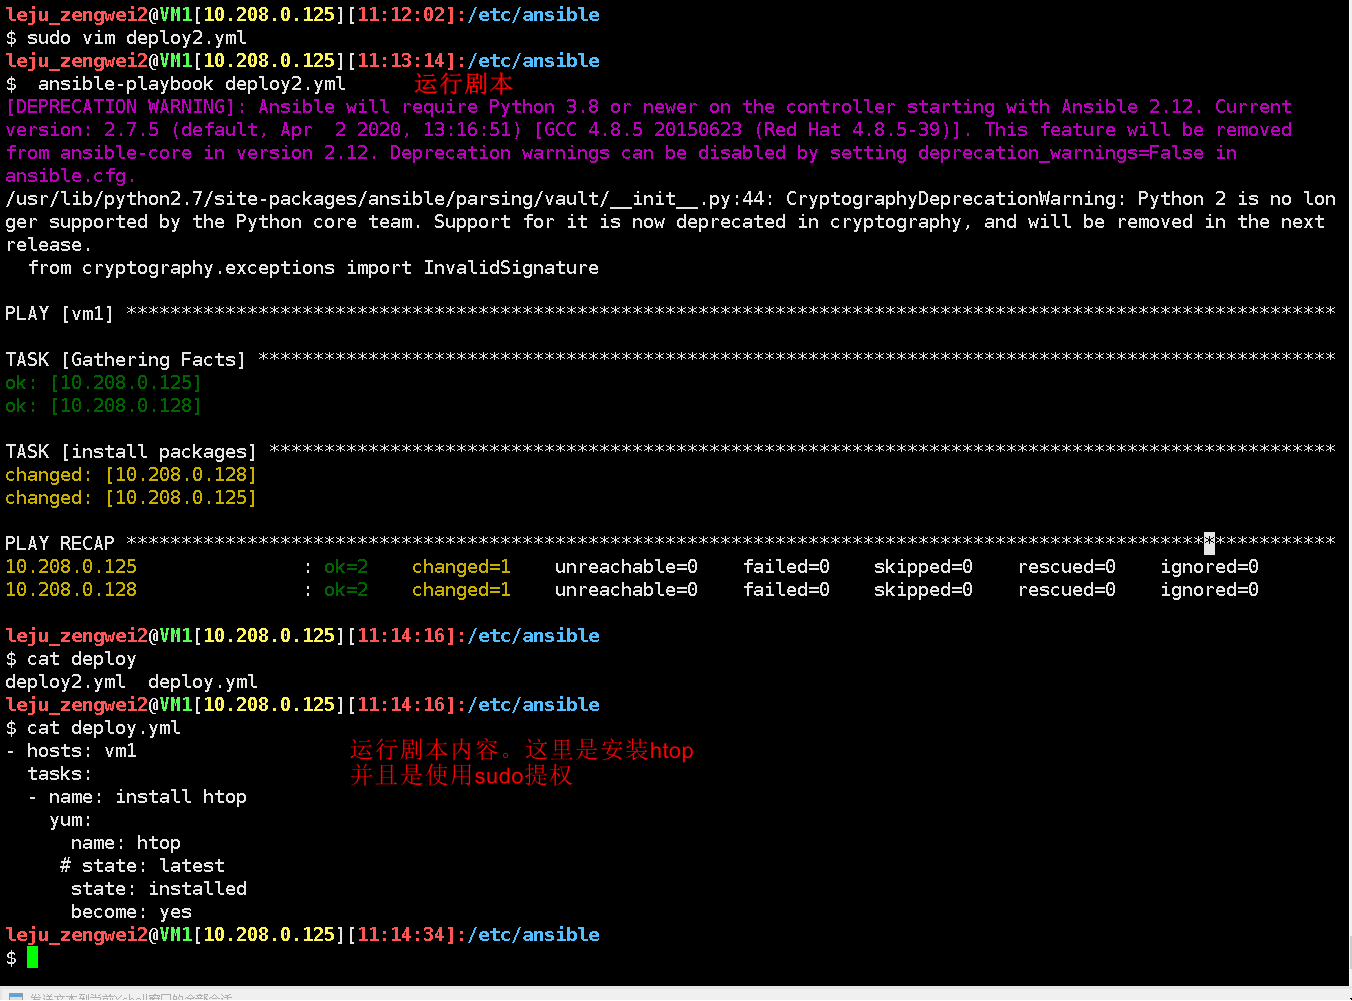 leju_zengwei2@VM1[10.208.0.125][11:12:02]:/etc/ansible
$ sudo vim deploy2.yml
leju_zengwei2@VM1[10.208.0.125][11:13:14]:/etc/ansible
$  ansible-playbook deploy2.yml 运行剧本
[DEPRECATION WARNING]: Ansible will require Python 3.8 or newer on the controller starting with Ansible 2.12. Current
version: 2.7.5 (default, Apr  2 2020, 13:16:51) [GCC 4.8.5 20150623 (Red Hat 4.8.5-39)]. This feature will be removed
from ansible-core in version 2.12. Deprecation warnings can be disabled by setting deprecation_warnings=False in
ansible.cfg.
/usr/lib/python2.7/site-packages/ansible/parsing/vault/__init__.py:44: CryptographyDeprecationWarning: Python 2 is no lon
ger supported by the Python core team. Support for it is now deprecated in cryptography, and will be removed in the next
release.
  from cryptography.exceptions import InvalidSignature
PLAY [vm1] **************************************************************************************************************
TASK [Gathering Facts] **************************************************************************************************
ok: [10.208.0.125]
ok: [10.208.0.128]
TASK [install packages] *************************************************************************************************
changed: [10.208.0.128]
changed: [10.208.0.125]
PLAY RECAP **************************************************************************************************************
10.208.0.125               : ok=2    changed=1    unreachable=0    failed=0    skipped=0    rescued=0    ignored=0
10.208.0.128               : ok=2    changed=1    unreachable=0    failed=0    skipped=0    rescued=0    ignored=0
leju_zengwei2@VM1[10.208.0.125][11:14:16]:/etc/ansible
$ cat deploy
deploy2.yml  deploy.yml
leju_zengwei2@VM1[10.208.0.125][11:14:16]:/etc/ansible
$ cat deploy.yml
- hosts: vm1 运行剧本内容。这里是安装htop
  tasks: 并且是使用sudo提权
  - name: install htop
    yum:
      name: htop
     # state: latest
      state: installed
      become: yes
leju_zengwei2@VM1[10.208.0.125][11:14:34]:/etc/ansible
$